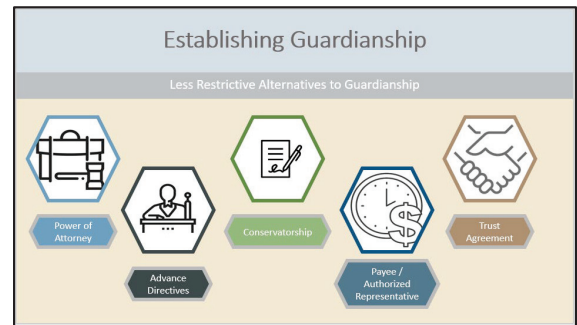 Establishing Guardianship
Less Restrictive Alternatives to Guardianship
Power of
Attorney
Advance
Directives
Conservatorship
Payee /
Authorized
Representative
Trust
Agreement